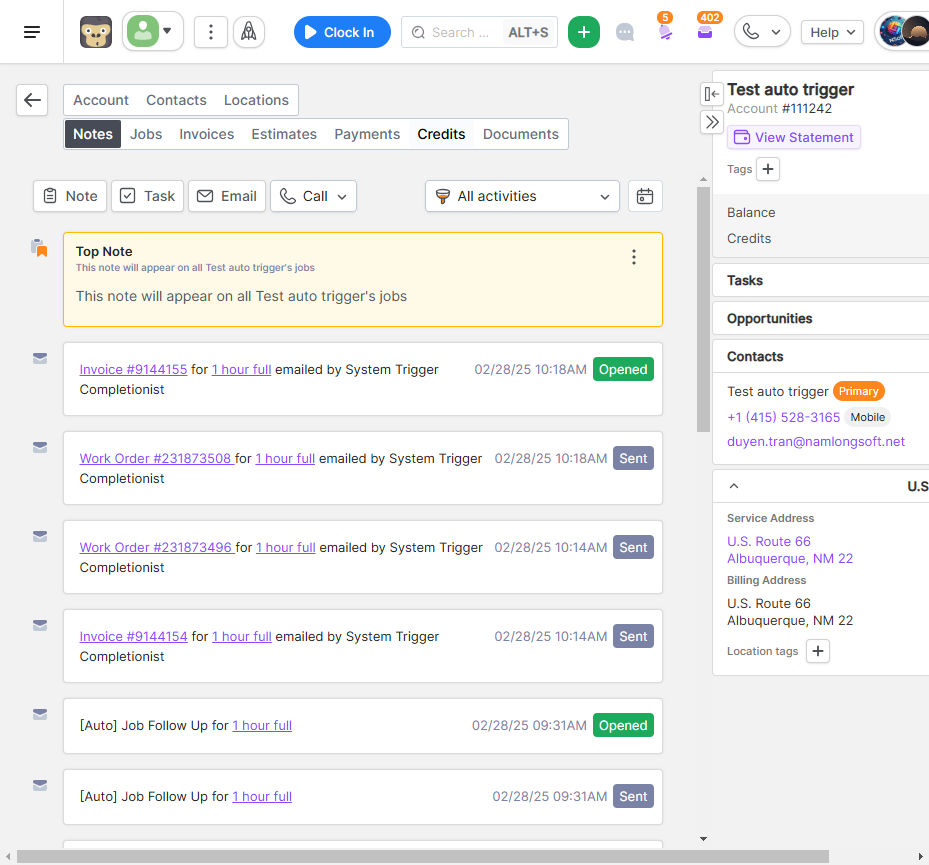 Clock In
Search ... ALT+S
5
402
Help
Account Contacts Locations
Notes Jobs Invoices Estimates Payments Credits Documents
Note Task Email Call
All activities
Top Note
This note will appear on all Test auto trigger's jobs
This note will appear on all Test auto trigger's jobs
Invoice #9144155 for 1 hour full emailed by System Trigger Completionist 02/28/25 10:18AM Opened
Work Order #231873508 for 1 hour full emailed by System Trigger Completionist 02/28/25 10:18AM Sent
Work Order #231873496 for 1 hour full emailed by System Trigger Completionist 02/28/25 10:14AM Sent
Invoice #9144154 for 1 hour full emailed by System Trigger Completionist 02/28/25 10:14AM Sent
[Auto] Job Follow Up for 1 hour full 02/28/25 09:31AM Opened
[Auto] Job Follow Up for 1 hour full 02/28/25 09:31AM Sent
Test auto trigger
Account #111242
View Statement
Tags
Balance
Credits
Tasks
Opportunities
Contacts
Test auto trigger Primary
+1 (415) 528-3165 Mobile
duyen.tran@namlongsoft.net
U.S
Service Address
U.S. Route 66
Albuquerque, NM 22
Billing Address
U.S. Route 66
Albuquerque, NM 22
Location tags